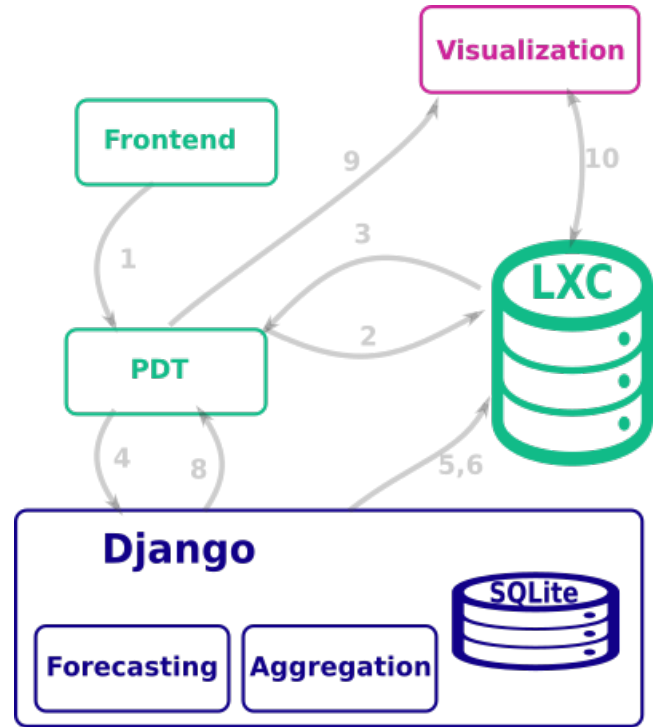 Visualization
Frontend
9
10
3
1
LXC
2
PDT
4
8
5,6
Django
SQLite
Forecasting
Aggregation